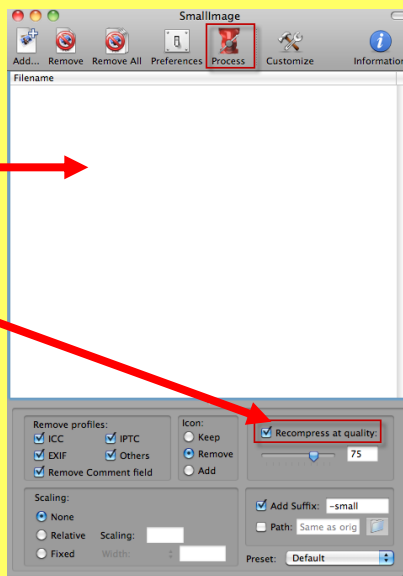 SmallImage
Add... Remove Remove All Preferences Process Customize Information
Filename
Remove profiles:
ICC IPTC
EXIF Others
Remove Comment field
Icon:
Keep
Remove
Add
Recompress at quality:
75
Scaling:
None
Relative Scaling:
Fixed Width:
Add Suffix: -small
Path: Same as orig
Preset: Default